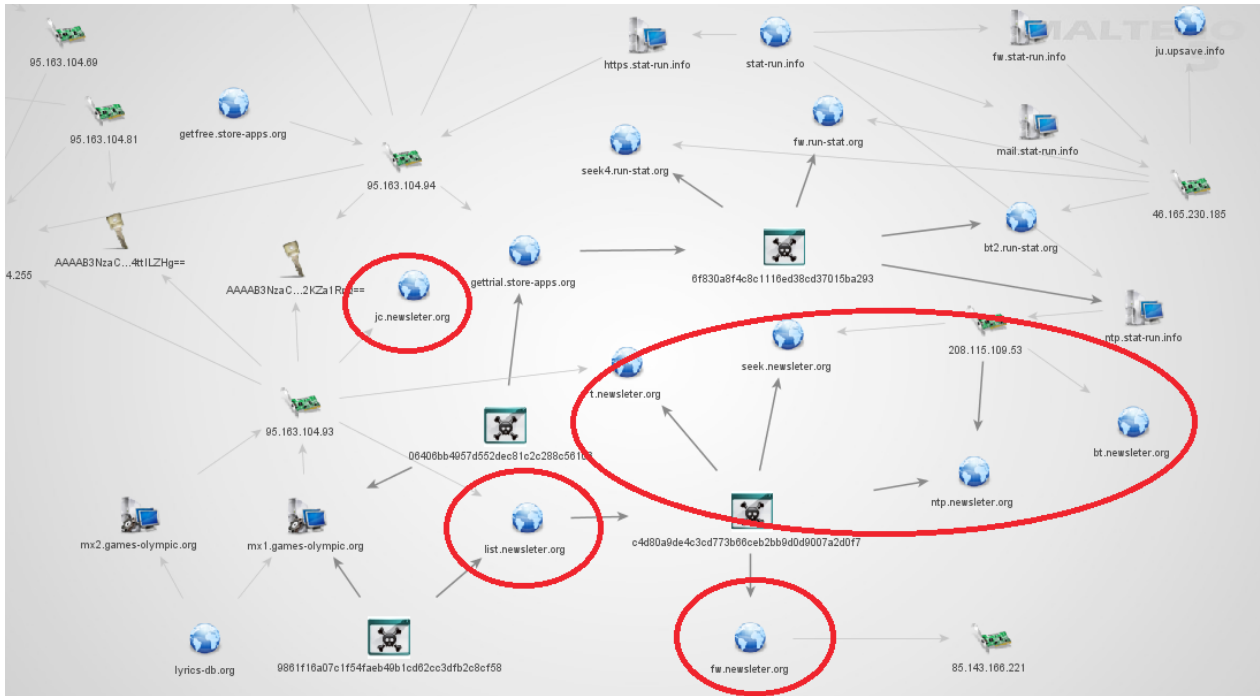 MALTEGO
95.163.104.69
https.stat-run.info
stat-run.info
fw.stat-run.info
ju.upsave.info
95.163.104.81
getfree.store-apps.org
fw.run-stat.org
mail.stat-run.info
seek4.run-stat.org
95.163.104.94
46.165.230.185
bt2.run-stat.org
AAAAB3NzaC...4ttILZHg==
4.255
AAAAB3NzaC...2KZa1R
==
gettrial.store-apps.org
6f830a8f4c8c1116ed38cd37015ba293
jc.newsleter.org
ntp.stat-run.info
208.115.109.53
seek.newsleter.org
t.newsleter.org
95.163.104.93
06406bb4957d552dec81c2c288c5610
bt.newsleter.org
ntp.newsleter.org
mx2.games-olympic.org
mx1.games-olympic.org
list.newsleter.org
c4d80a9de4c3cd773b66ceb2bb9d0d9007a2d0f7
lyrics-db.org
9861f16a07c1f54faeb49b1cd62cc3dfb2c8cf58
fw.newsleter.org
85.143.166.221